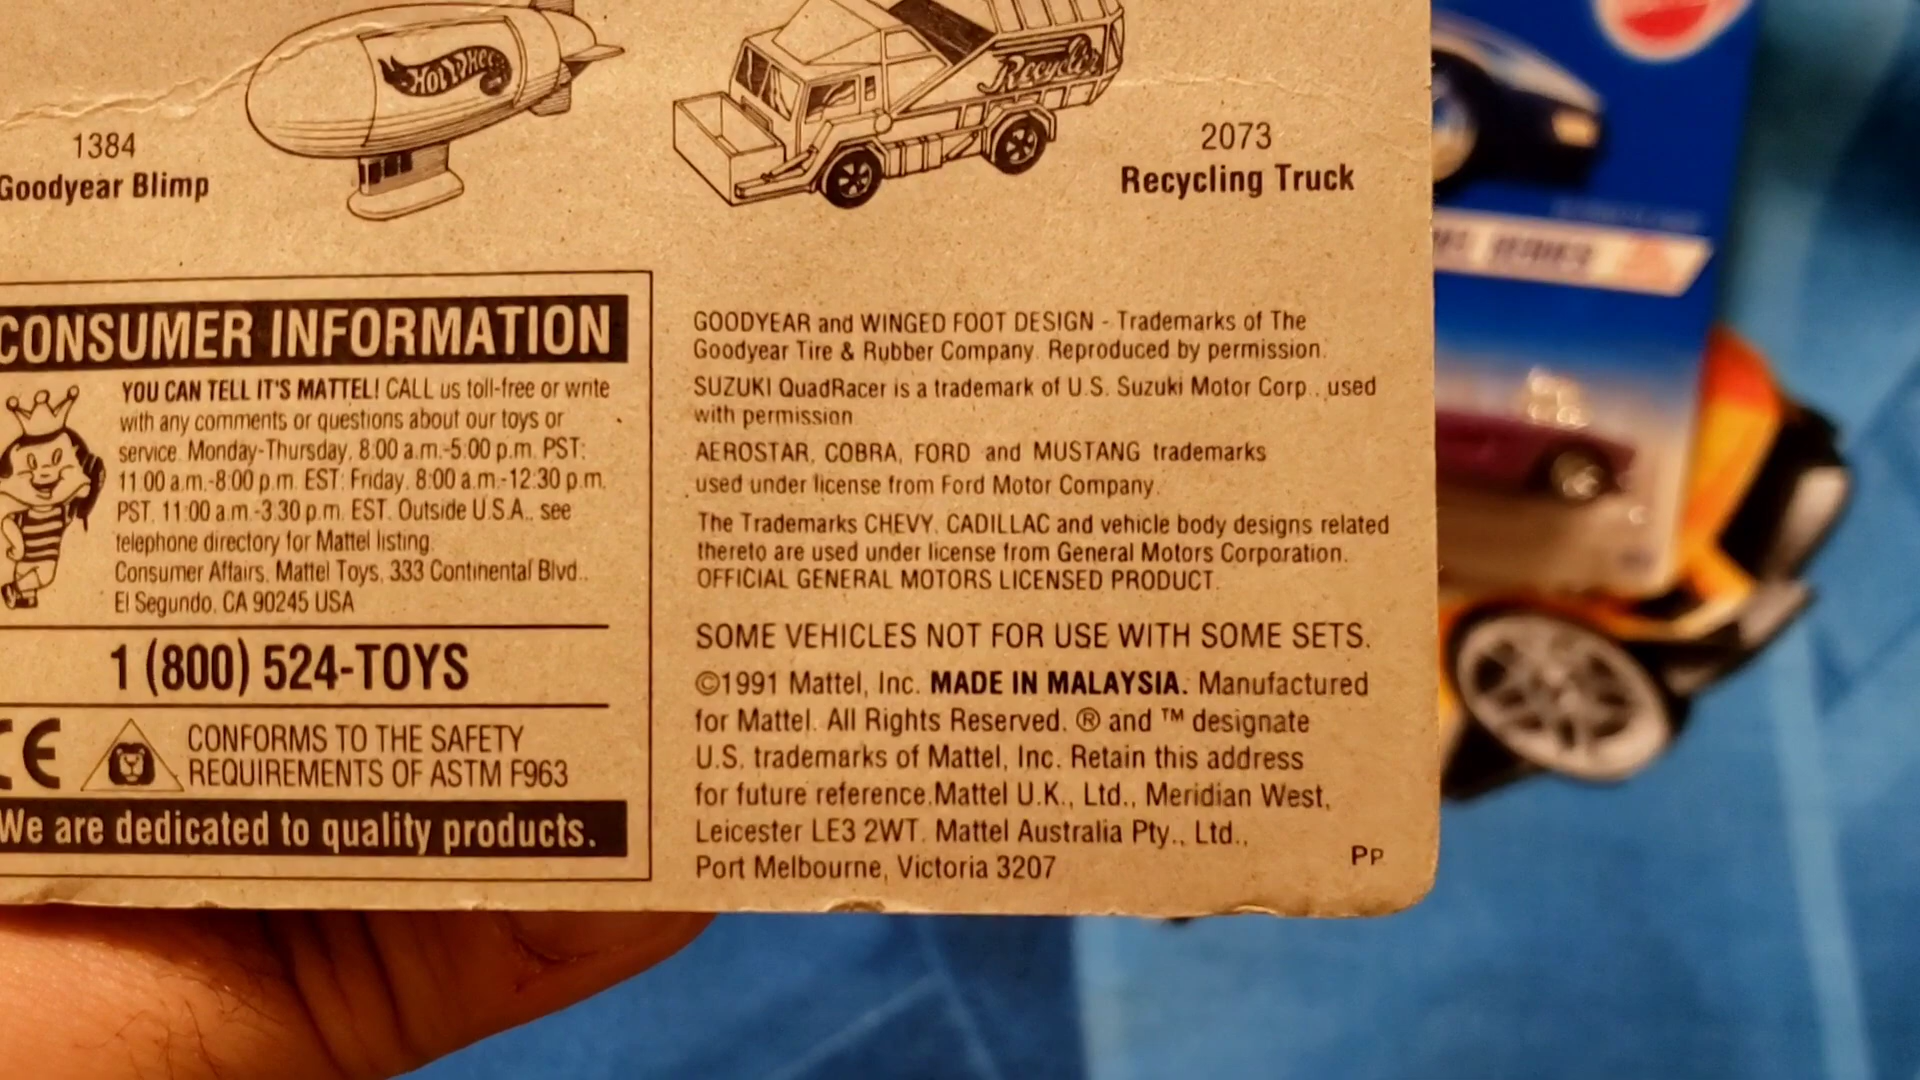 HOT WHEELS
Recycler
1384
Goodyear Blimp
2073
Recycling Truck
CONSUMER INFORMATION
YOU CAN TELL IT'S MATTEL! CALL us toll-free or write
with any comments or questions about our toys or
service. Monday-Thursday, 8:00 a.m.-5:00 p.m. PST;
11:00 a.m.-8:00 p.m. EST; Friday, 8:00 a.m.-12:30 p.m.
PST, 11:00 a.m.-3:30 p.m. EST. Outside U.S.A., see
telephone directory for Mattel listing.
Consumer Affairs, Mattel Toys, 333 Continental Blvd.,
El Segundo, CA 90245 USA
1 (800) 524-TOYS
CE
CONFORMS TO THE SAFETY
REQUIREMENTS OF ASTM F963
We are dedicated to quality products.
GOODYEAR and WINGED FOOT DESIGN - Trademarks of The
Goodyear Tire & Rubber Company. Reproduced by permission.
SUZUKI QuadRacer is a trademark of U.S. Suzuki Motor Corp., used
with permission
AEROSTAR, COBRA, FORD and MUSTANG trademarks
used under license from Ford Motor Company.
The Trademarks CHEVY, CADILLAC and vehicle body designs related
thereto are used under license from General Motors Corporation.
OFFICIAL GENERAL MOTORS LICENSED PRODUCT.
SOME VEHICLES NOT FOR USE WITH SOME SETS.
©1991 Mattel, Inc. MADE IN MALAYSIA. Manufactured
for Mattel. All Rights Reserved. ® and ™ designate
U.S. trademarks of Mattel, Inc. Retain this address
for future reference.Mattel U.K., Ltd., Meridian West,
Leicester LE3 2WT. Mattel Australia Pty., Ltd.,
Port Melbourne, Victoria 3207
PP
SERIES